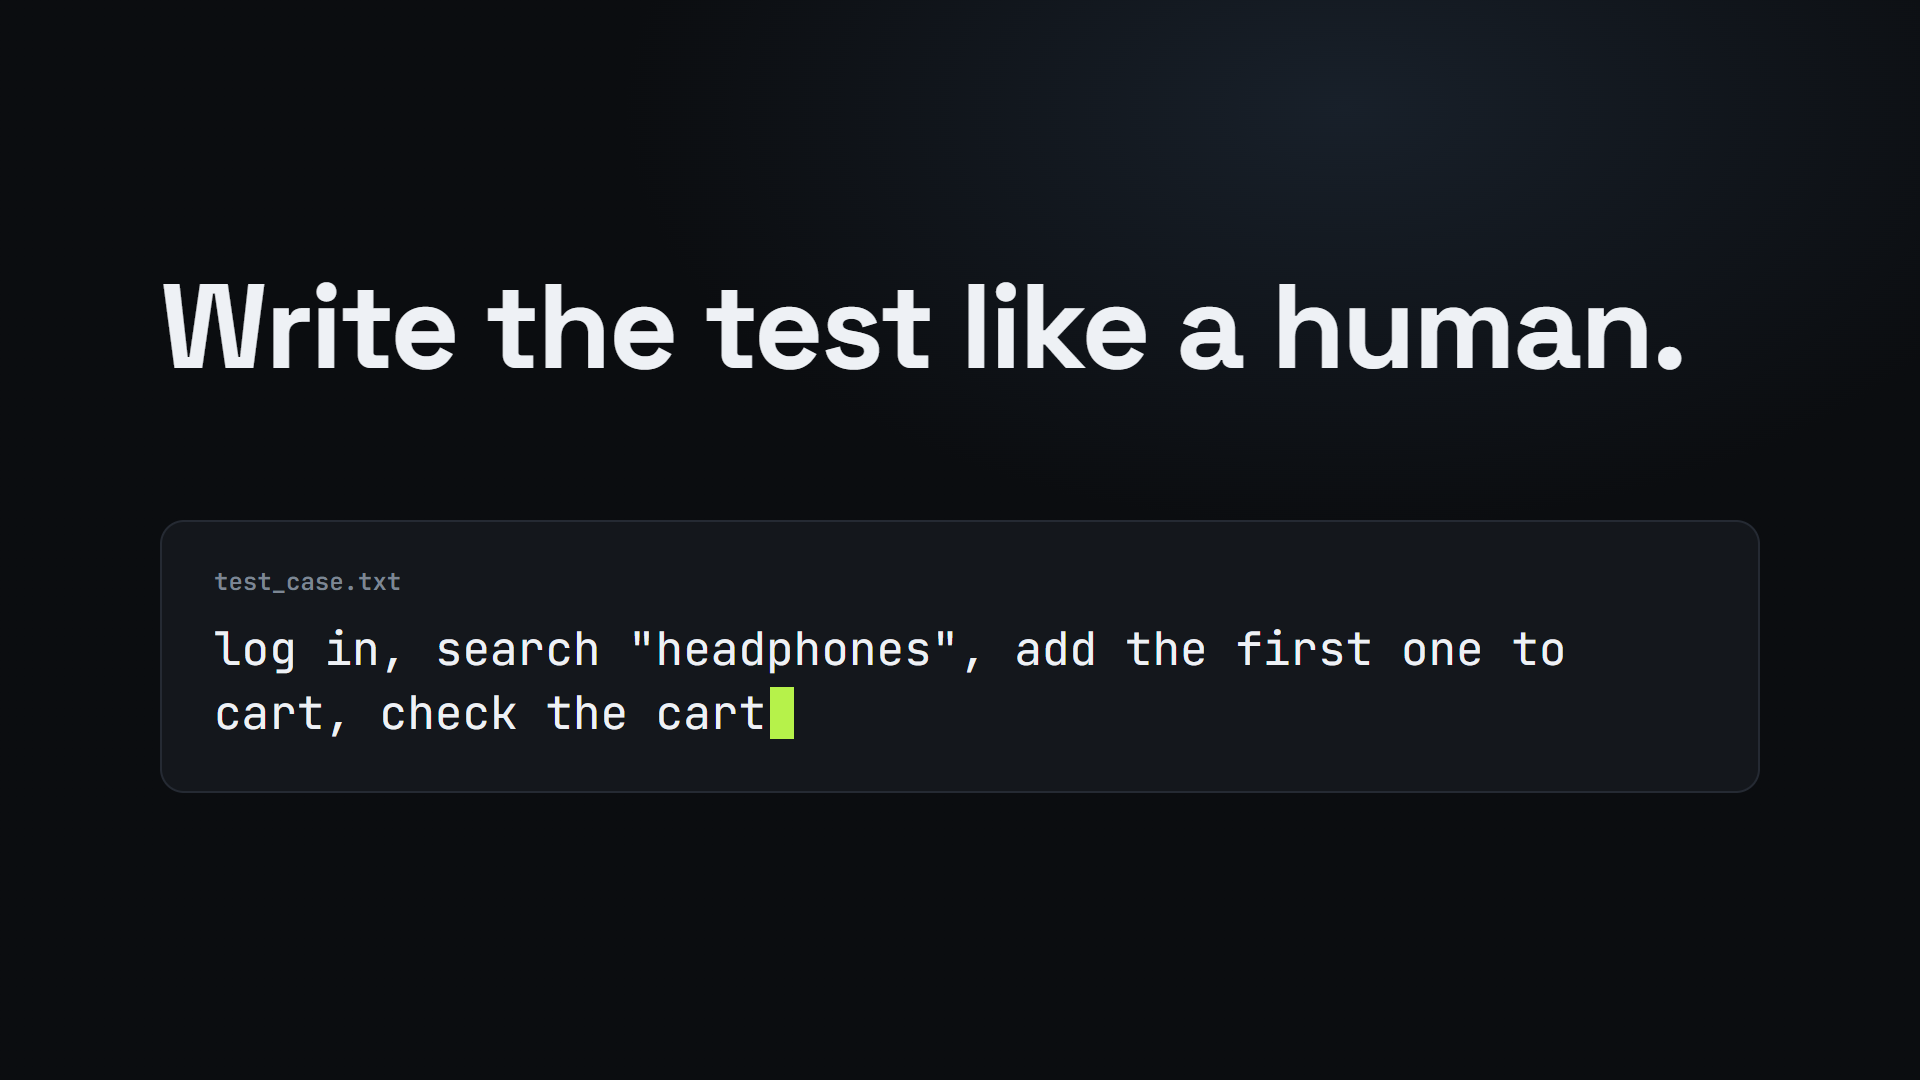 Write the test like a human.
test_case.txt
log in, search "headphones", add the first one to
cart, check the cart